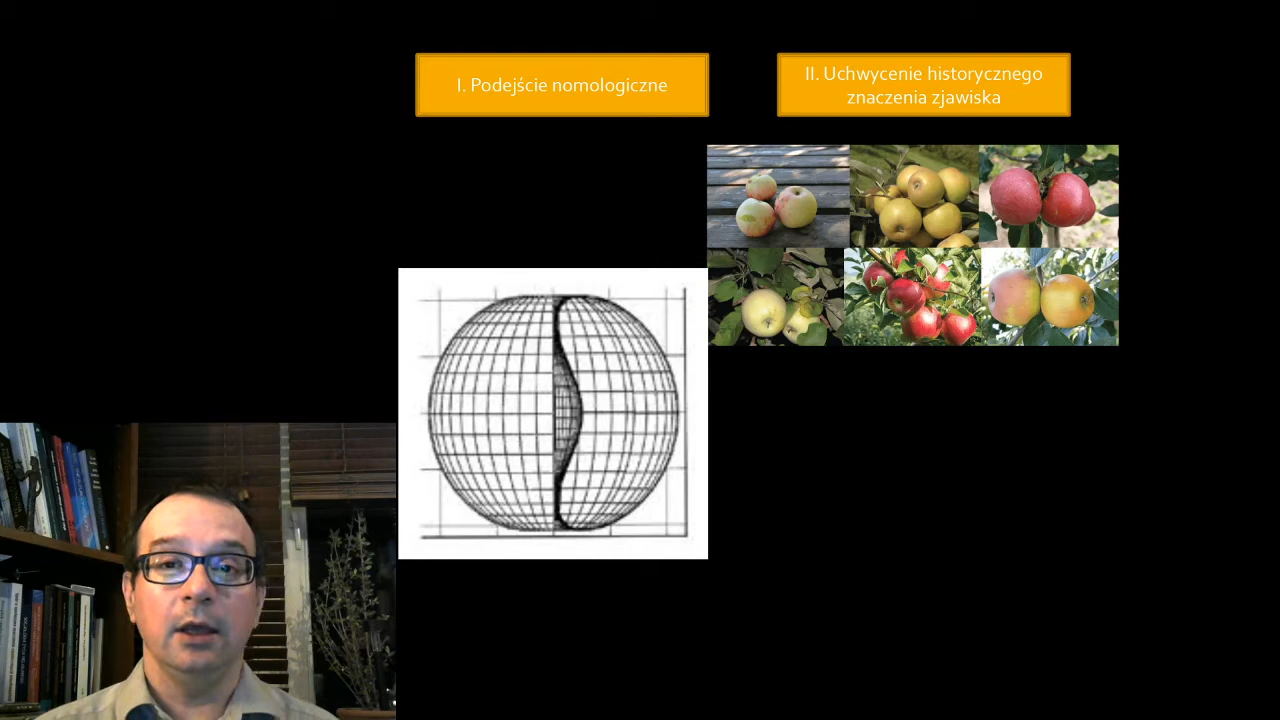 I. Podejście nomologiczne
II. Uchwycenie historycznego
znaczenia zjawiska